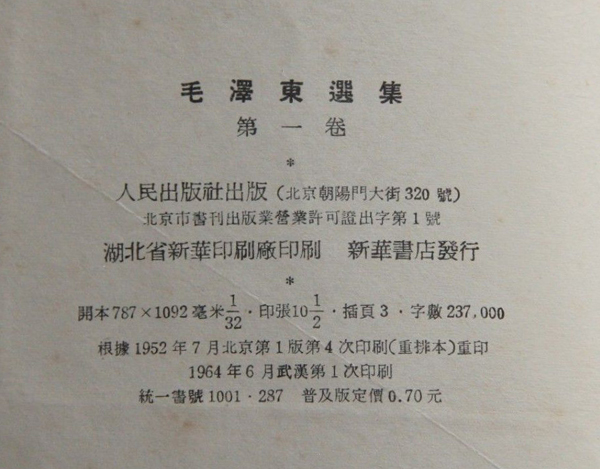 毛澤東選集
第一卷
*
人民出版社出版（北京朝陽門大街320號）
北京市書刊出版業營業許可證出字第1號
湖北省新華印刷廠印刷 新華書店發行
*
開本787×1092毫米1/32·印張10 1/2·插頁3·字數237,000
根據1952年7月北京第1版第4次印刷(重排本)重印
1964年6月武漢第1次印刷
統一書號1001·287 普及版定價0.70元